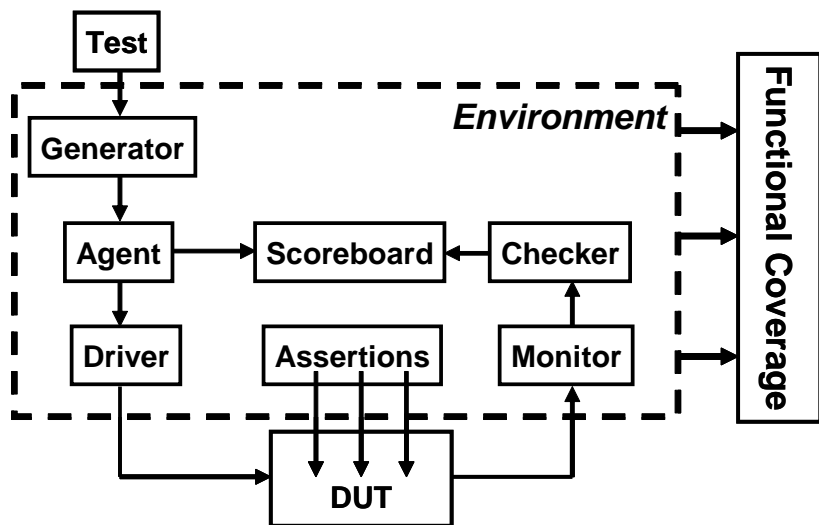 Test
Environment
Generator
Agent
Scoreboard
Checker
Driver
Assertions
Monitor
DUT
Functional Coverage